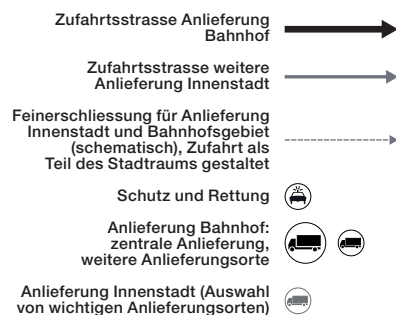 Zufahrtsstrasse Anlieferung
Bahnhof
Zufahrtsstrasse weitere
Anlieferung Innenstadt
Feinerschliessung für Anlieferung
Innenstadt und Bahnhofsgebiet
(schematisch), Zufahrt als
Teil des Stadtraums gestaltet
Schutz und Rettung
Anlieferung Bahnhof:
zentrale Anlieferung,
weitere Anlieferungsorte
Anlieferung Innenstadt (Auswahl
von wichtigen Anlieferungsorten)